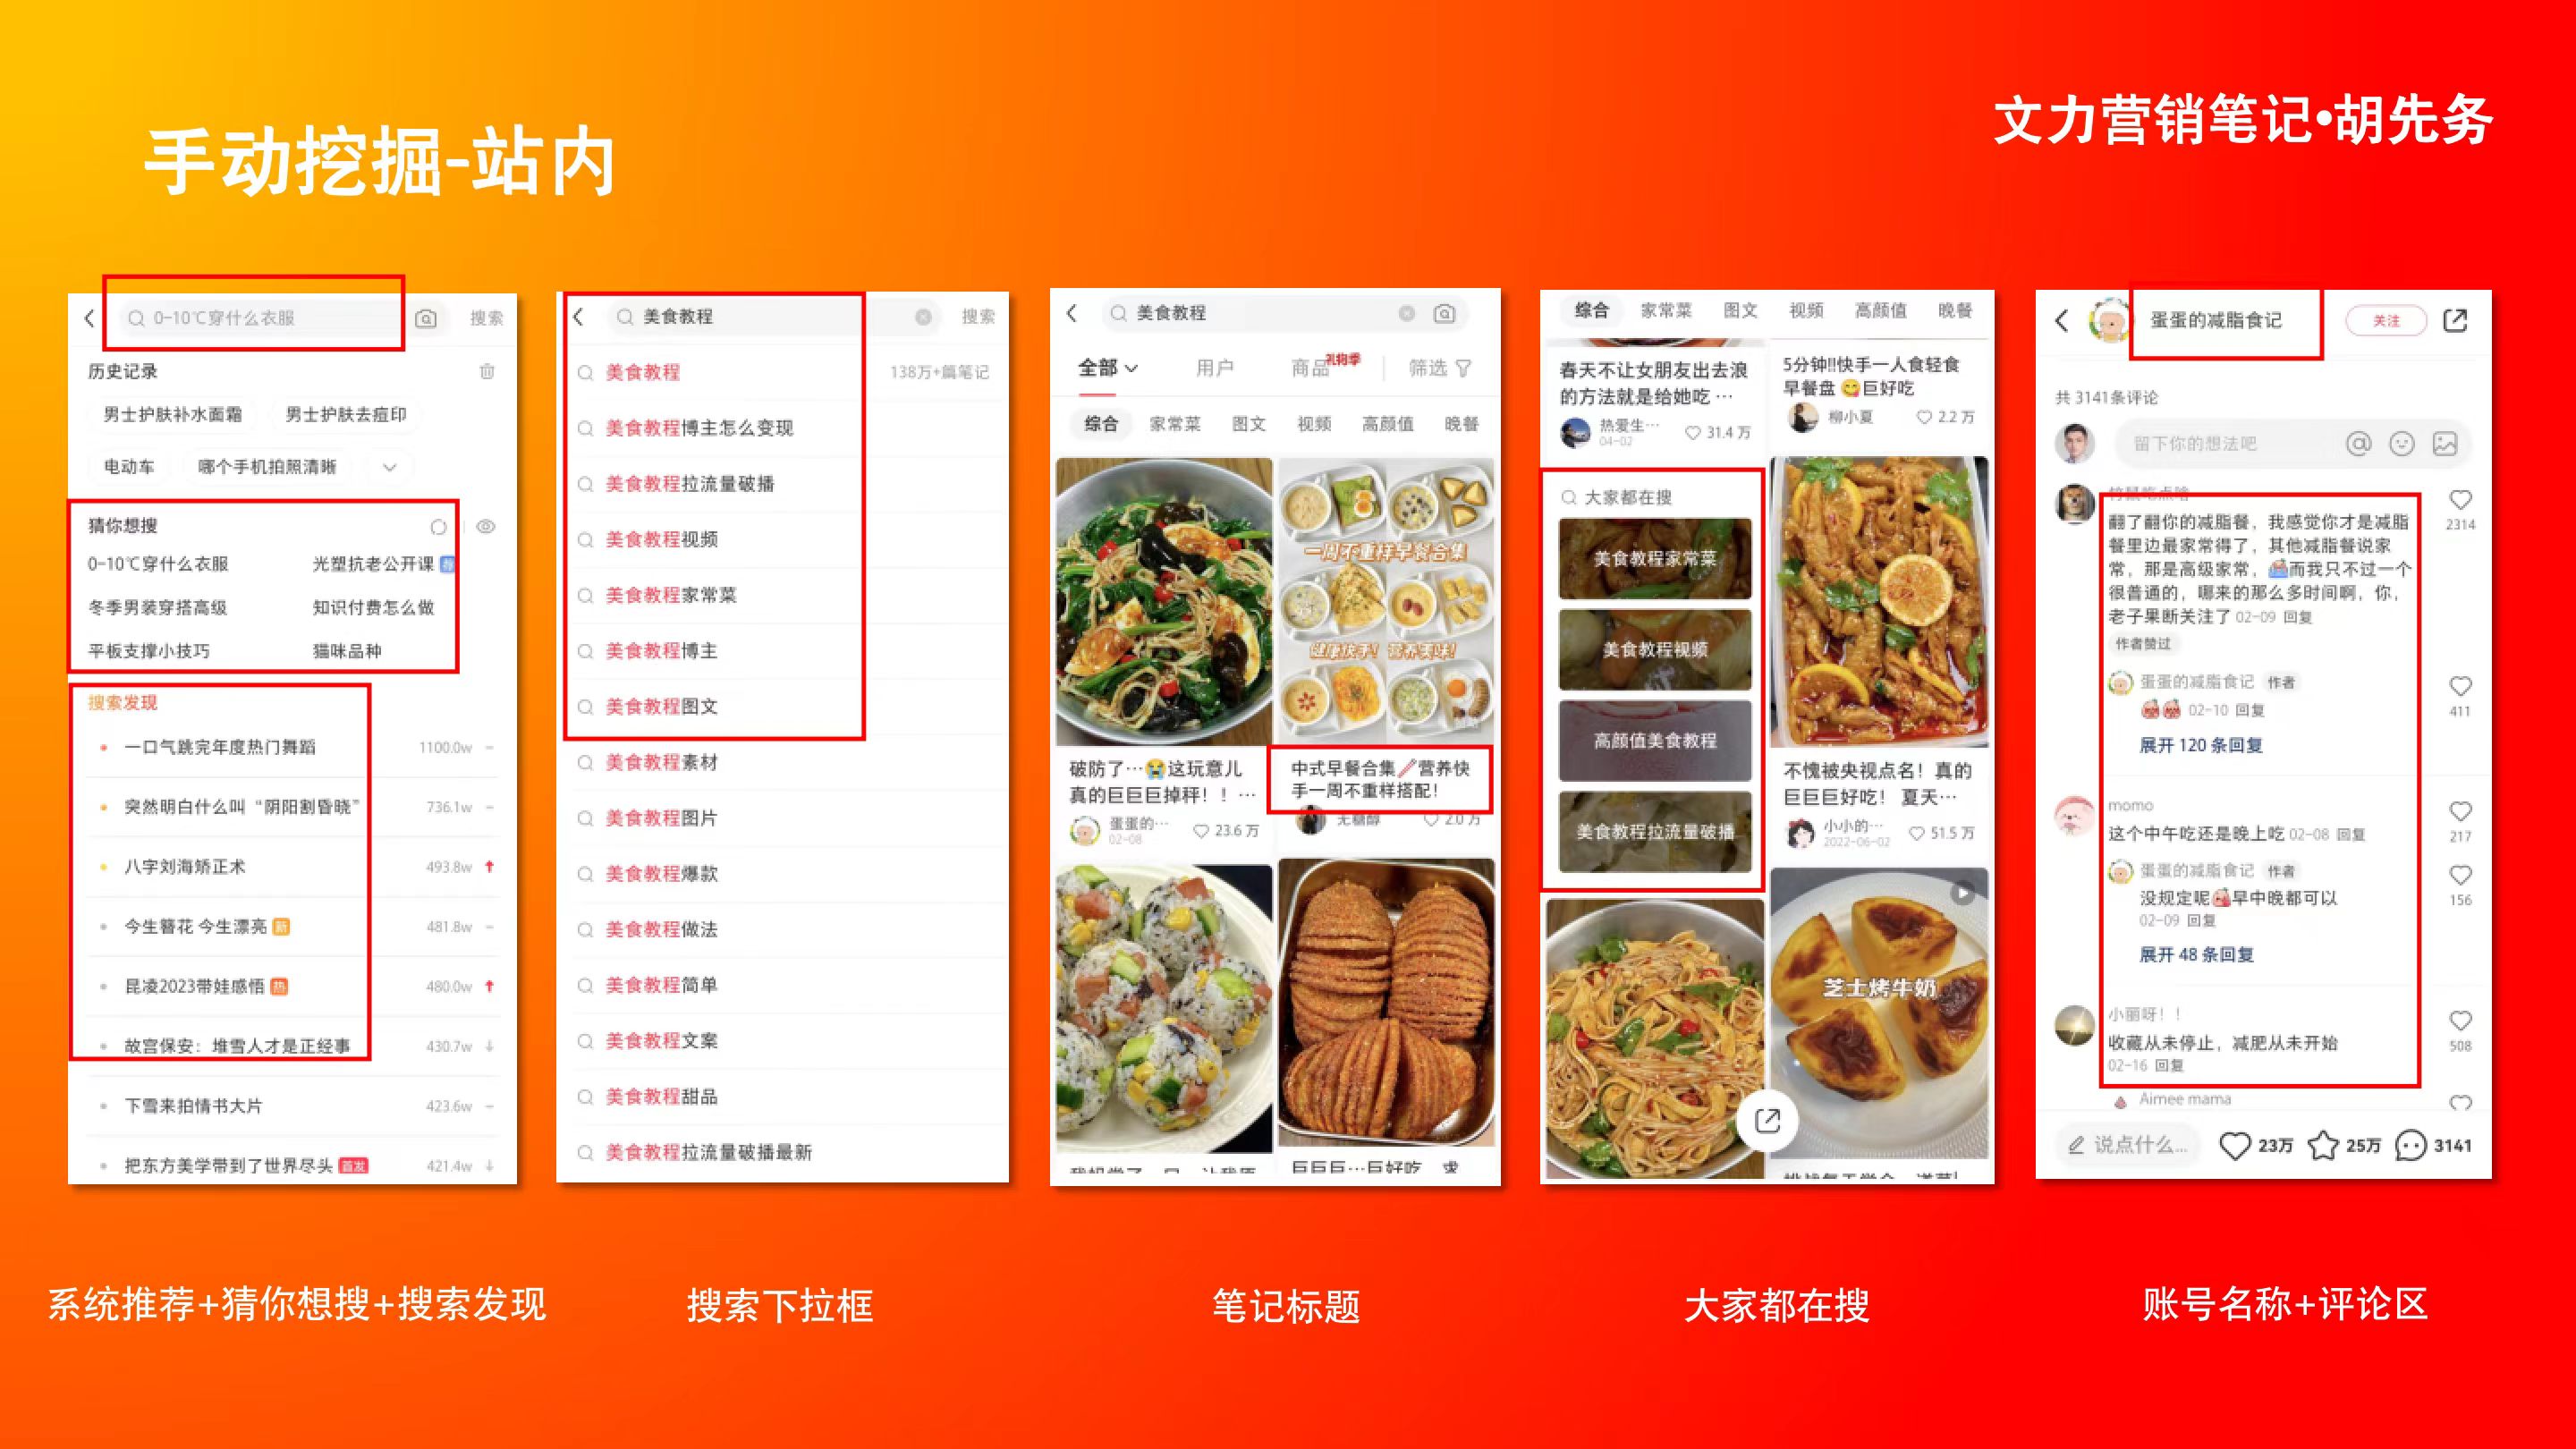 手动挖掘-站内
文力营销笔记•胡先务
0-10℃穿什么衣服
搜索
历史记录
男士护肤补水面霜
男士护肤去痘印
电动车
哪个手机拍照清晰
猜你想搜
0-10℃穿什么衣服
光塑抗老公开课
冬季男装穿搭高级
知识付费怎么做
平板支撑小技巧
猫咪品种
搜索发现
一口气跳完年度热门舞蹈 1100.0w
突然明白什么叫“阴阳割昏晓” 736.1w
八字刘海矫正术 493.8w
今生簪花 今生漂亮 新 481.8w
昆凌2023带娃感悟 热 480.0w
故宫保安：堆雪人才是正经事 430.7w
下雪来拍情书大片 423.6w
把东方美学带到了世界尽头 首发 421.4w
系统推荐+猜你想搜+搜索发现
美食教程
搜索
美食教程 138万+篇笔记
美食教程博主怎么变现
美食教程拉流量破播
美食教程视频
美食教程家常菜
美食教程博主
美食教程图文
美食教程素材
美食教程图片
美食教程爆款
美食教程做法
美食教程简单
美食教程文案
美食教程甜品
美食教程拉流量破播最新
搜索下拉框
美食教程
全部 用户 商品 礼物季 筛选
综合 家常菜 图文 视频 高颜值 晚餐
一周不重样早餐合集
健康快手！营养美味！
破防了…😭这玩意儿
真的巨巨巨掉秤！！…
蛋蛋的…
02-08
23.6 万
中式早餐合集🥢营养快
手一周不重样搭配！
无糖醇
2.0 万
巨巨巨…巨好吃 求
笔记标题
综合 家常菜 图文 视频 高颜值 晚餐
春天不让女朋友出去浪
的方法就是给她吃…
热爱生…
04-02
31.4 万
5分钟‼快手一人食轻食
早餐盘😋巨好吃
柳小夏
2.2 万
大家都在搜
美食教程家常菜
美食教程视频
高颜值美食教程
美食教程拉流量破播
不愧被央视点名！真的
巨巨巨好吃！ 夏天…
小小的…
2022-06-02
51.5 万
芝士烤牛奶
大家都在搜
蛋蛋的减脂食记
关注
共 3141条评论
留下你的想法吧
翻了翻你的减脂餐，我感觉你才是减脂
餐里边最家常得了，其他减脂餐说家
常，那是高级家常，而我只不过一个
很普通的，哪来的那么多时间啊，你，
老子果断关注了 02-09 回复
2314
作者赞过
蛋蛋的减脂食记 作者
02-10 回复
411
展开 120 条回复
momo
这个中午吃还是晚上吃 02-08 回复
217
蛋蛋的减脂食记 作者
没规定呢早中晚都可以
02-09 回复
156
展开 48 条回复
小丽呀！！
收藏从未停止，减肥从未开始
02-16 回复
508
Aimee mama
说点什么... 23万 25万 3141
账号名称+评论区